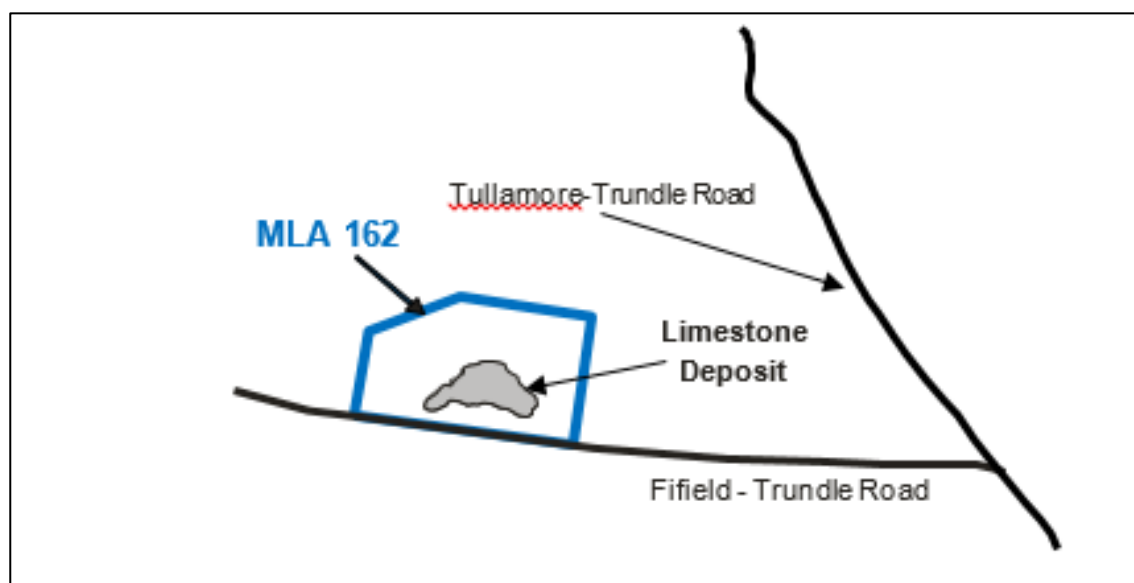 Tullamore-Trundle Road
MLA 162
Limestone
Deposit
Fifield - Trundle Road